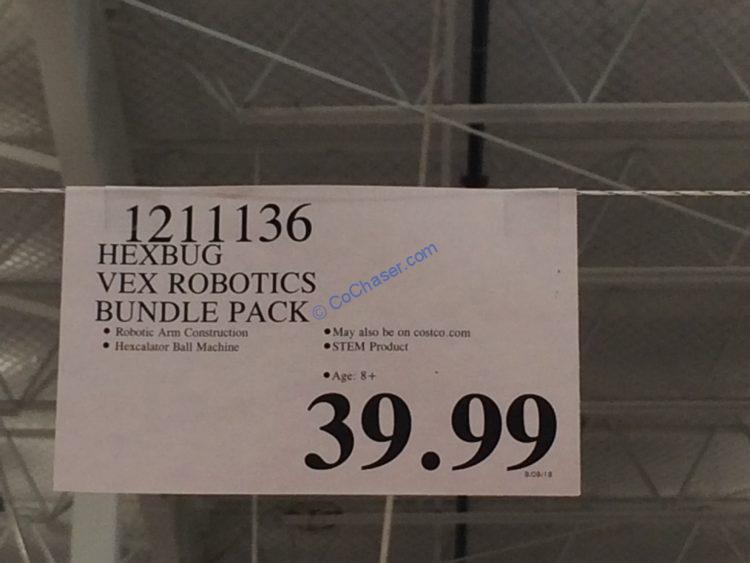 1211136
HEXBUG
VEX ROBOTICS
BUNDLE PACK
© CoChaser.com
• Robotic Arm Construction
• Hexcalator Ball Machine
• May also be on costco.com
• STEM Product
• Age: 8+
39.99